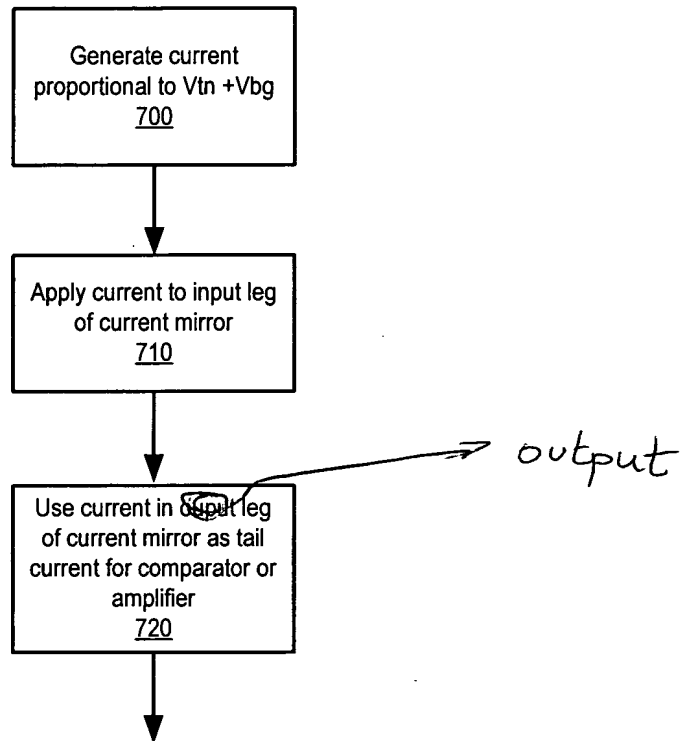 Generate current
proportional to Vtn +Vbg
700
Apply current to input leg
of current mirror
710
output
Use current in ouput leg
of current mirror as tail
current for comparator or
amplifier
720